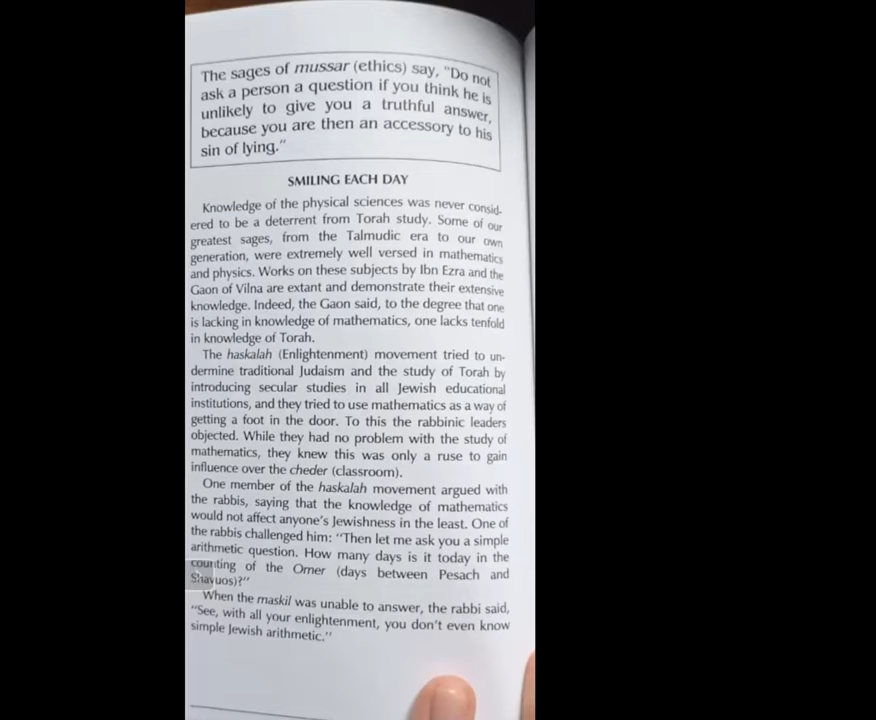 The sages of mussar (ethics) say, "Do not
ask a person a question if you think he is
unlikely to give you a truthful answer,
because you are then an accessory to his
sin of lying."
SMILING EACH DAY
Knowledge of the physical sciences was never consid-
ered to be a deterrent from Torah study. Some of our
greatest sages, from the Talmudic era to our own
generation, were extremely well versed in mathematics
and physics. Works on these subjects by Ibn Ezra and the
Gaon of Vilna are extant and demonstrate their extensive
knowledge. Indeed, the Gaon said, to the degree that one
is lacking in knowledge of mathematics, one lacks tenfold
in knowledge of Torah.
The haskalah (Enlightenment) movement tried to un-
dermine traditional Judaism and the study of Torah by
introducing secular studies in all Jewish educational
institutions, and they tried to use mathematics as a way of
getting a foot in the door. To this the rabbinic leaders
objected. While they had no problem with the study of
mathematics, they knew this was only a ruse to gain
influence over the cheder (classroom).
One member of the haskalah movement argued with
the rabbis, saying that the knowledge of mathematics
would not affect anyone's Jewishness in the least. One of
the rabbis challenged him: "Then let me ask you a simple
arithmetic question. How many days is it today in the
counting of the Omer (days between Pesach and
Shavuos)?"
When the maskil was unable to answer, the rabbi said,
"See, with all your enlightenment, you don't even know
simple Jewish arithmetic."